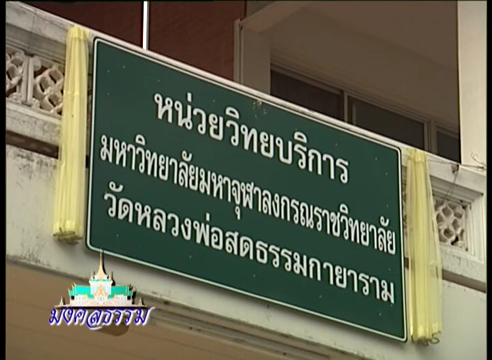 หน่วยวิทยบริการ
มหาวิทยาลัยมหาจุฬาลงกรณราชวิทยาลัย
วัดหลวงพ่อสดธรรมกายาราม
มงคลธรรม